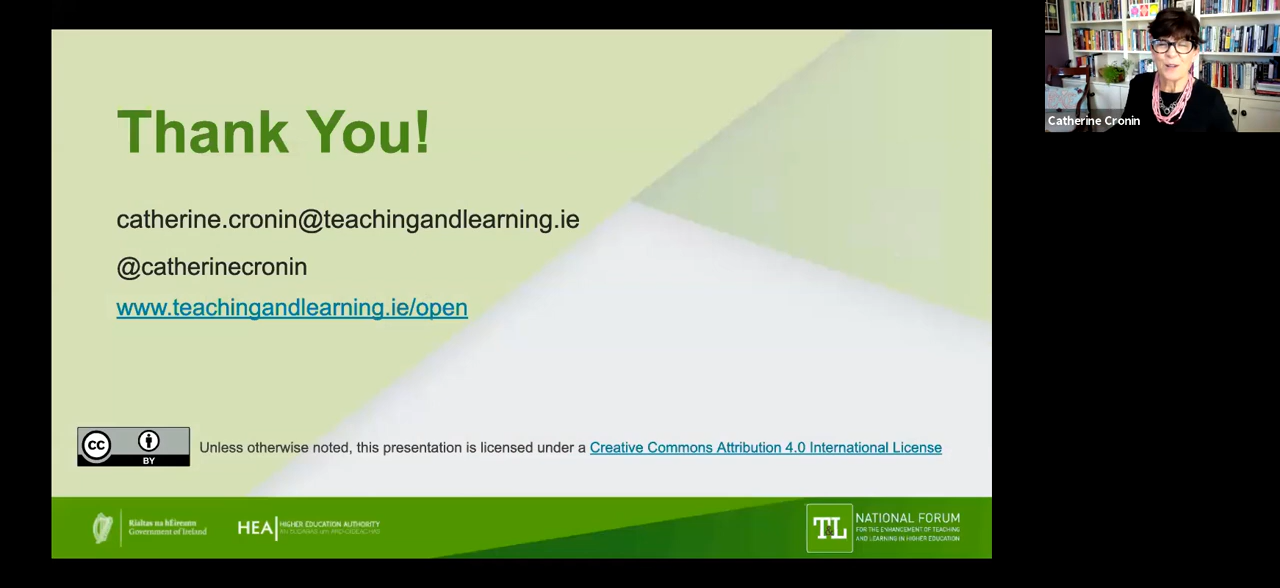 Thank You!
catherine.cronin@teachingandlearning.ie
@catherinecronin
www.teachingandlearning.ie/open
CC
BY
Unless otherwise noted, this presentation is licensed under a Creative Commons Attribution 4.0 International License
Rialtas na hÉireann
Government of Ireland
HEA
HIGHER EDUCATION AUTHORITY
T&L
NATIONAL FORUM
FOR THE ENHANCEMENT OF TEACHING
AND LEARNING IN HIGHER EDUCATION
Catherine Cronin